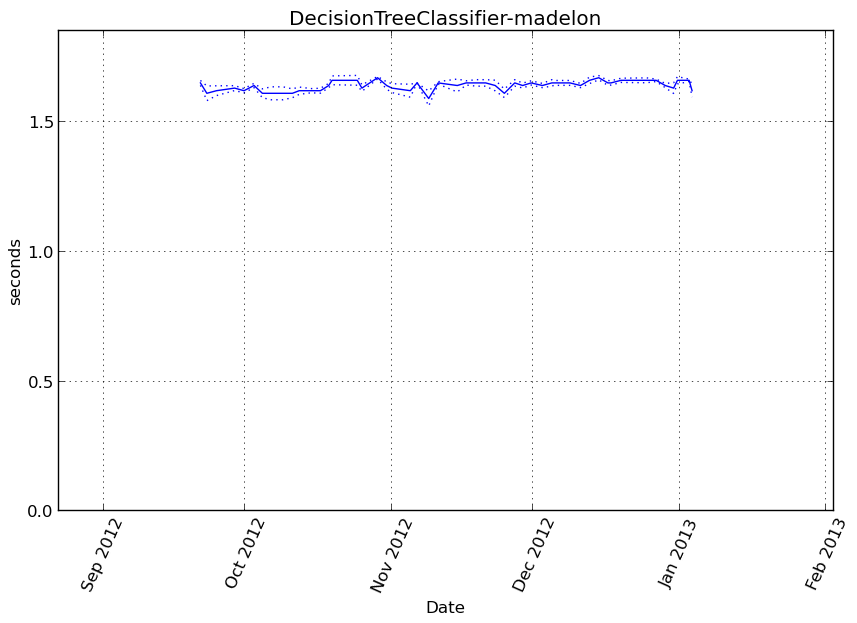 DecisionTreeClassifier-madelon
1.5
1.0
0.5
0.0
seconds
Sep 2012
Oct 2012
Nov 2012
Dec 2012
Jan 2013
Feb 2013
Date